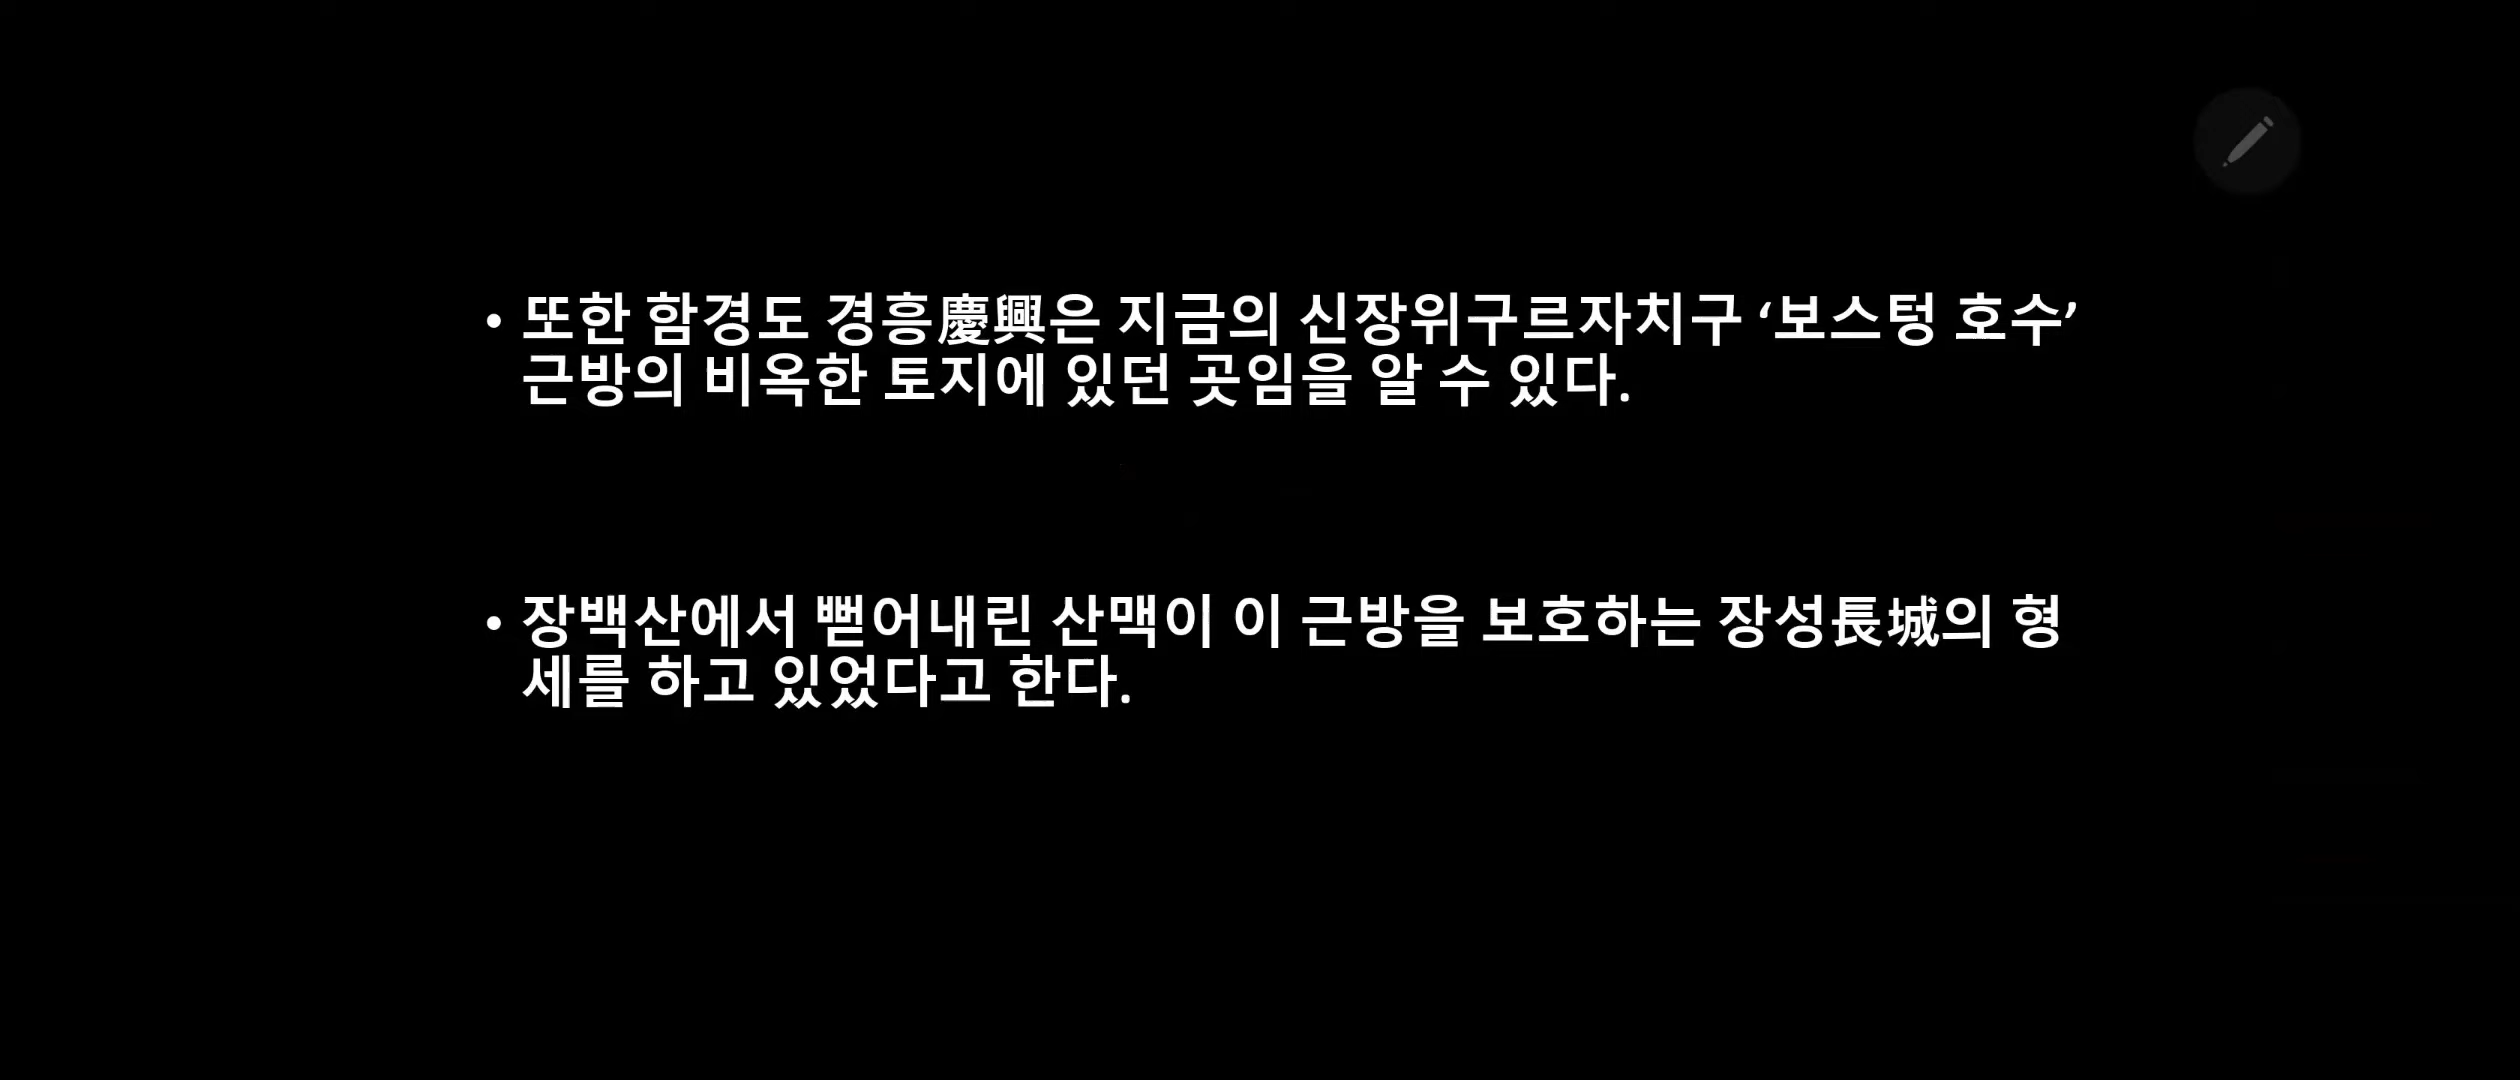 • 또한 함경도 경흥慶興은 지금의 신장위구르자치구 ‘보스텅 호수’
근방의 비옥한 토지에 있던 곳임을 알 수 있다.
• 장백산에서 뻗어내린 산맥이 이 근방을 보호하는 장성長城의 형
세를 하고 있었다고 한다.